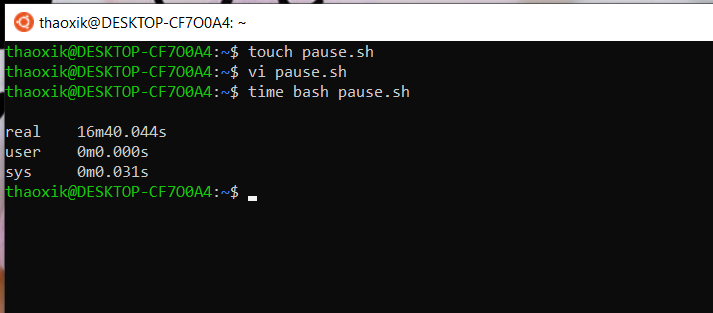 thaoxik@DESKTOP-CF7O0A4: ~
thaoxik@DESKTOP-CF7O0A4:~$ touch pause.sh
thaoxik@DESKTOP-CF7O0A4:~$ vi pause.sh
thaoxik@DESKTOP-CF7O0A4:~$ time bash pause.sh
real    16m40.044s
user    0m0.000s
sys     0m0.031s
thaoxik@DESKTOP-CF7O0A4:~$